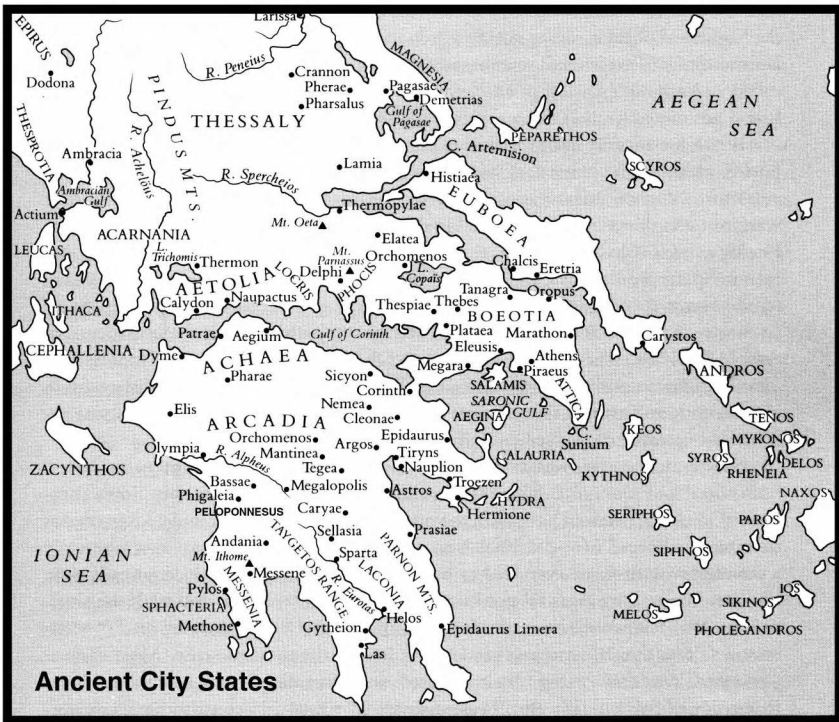 Larissa
EPIRUS
Dodona
R. Peneius
Crannon
Pherae
Pharsalus
MAGNESIA
Pagasae
Demetrias
Gulf of
Pagasae
AEGEAN
SEA
PINDUS MTS.
THESSALY
THESPROTIA
R. Acheloüs
PEPARETHOS
C. Artemision
SCYROS
Ambracia
Ambracian
Gulf
Lamia
R. Spercheios
Histiaea
EUBOEA
Actium
Thermopylae
Mt. Oeta
ACARNANIA
LEUCAS
L.
Trichomis
Thermon
Elatea
Mt.
Parnassus
Orchomenos
Delphi
L.
Copaïs
Chalcis
Eretria
AETOLIA
LOCRIS
PHOCIS
Tanagra
Oropus
Calydon
Naupactus
Thespiae
Thebes
BOEOTIA
ITHACA
Patrae
Aegium
Gulf of Corinth
Plataea
Marathon
Eleusis
Carystos
CEPHALLENIA
Dyme
ACHAEA
Megara
Athens
Piraeus
ANDROS
Pharae
Sicyon
Corinth
SALAMIS
SARONIC
GULF
ATTICA
Elis
Nemea
Cleonae
AEGINA
TENOS
ARCADIA
C.
Sunium
KEOS
MYKONOS
Orchomenos
Mantinea
Argos
Epidaurus
Olympia
R. Alpheus
Tiryns
CALAURIA
SYROS
DELOS
RHENEIA
ZACYNTHOS
Tegea
Nauplion
KYTHNOS
Bassae
Megalopolis
Troezen
NAXOS
Phigaleia
Astros
HYDRA
Hermione
PELOPONNESUS
Caryae
SERIPHOS
PAROS
Prasiae
Andania
Sellasia
IONIAN
SEA
Mt. Ithome
Messene
Sparta
SIPHNOS
TAYGETOS RANGE
PARNON MTS.
LACONIA
R. Eurotas
MESSENIA
Pylos
SPHACTERIA
IOS
SIKINOS
Methone
Gytheion
Helos
Epidaurus Limera
MELOS
PHOLEGANDROS
Las
Ancient City States